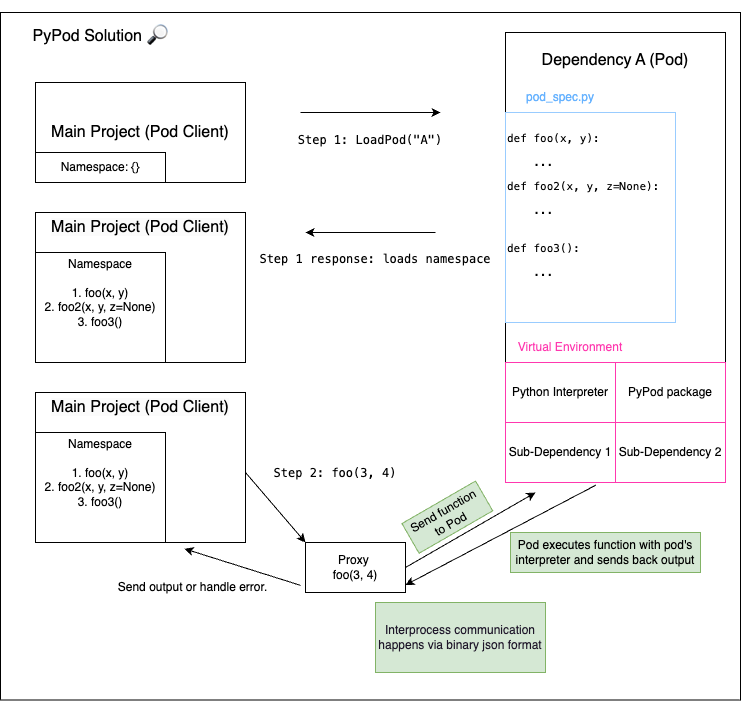 PyPod Solution 🔎
Dependency A (Pod)
pod_spec.py
Main Project (Pod Client)
Namespace: {}
Step 1: LoadPod("A")
def foo(x, y):
...
def foo2(x, y, z=None):
...
def foo3():
...
Main Project (Pod Client)
Namespace
1. foo(x, y)
2. foo2(x, y, z=None)
3. foo3()
Step 1 response: loads namespace
Virtual Environment
Python Interpreter
PyPod package
Sub-Dependency 1
Sub-Dependency 2
Main Project (Pod Client)
Namespace
1. foo(x, y)
2. foo2(x, y, z=None)
3. foo3()
Step 2: foo(3, 4)
Send function
to Pod
Proxy
foo(3, 4)
Pod executes function with pod's
interpreter and sends back output
Send output or handle error.
Interprocess communication
happens via binary json format